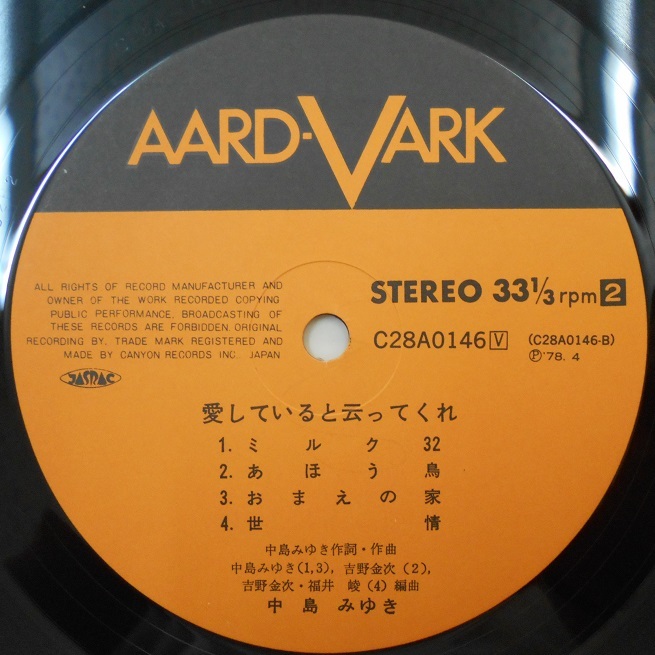 AARD-VARK
ALL RIGHTS OF RECORD MANUFACTURER AND
OWNER OF THE WORK RECORDED COPYING
PUBLIC PERFORMANCE. BROADCASTING OF
THESE RECORDS ARE FORBIDDEN. ORIGINAL
RECORDING BY. TRADE MARK REGISTERED AND
MADE BY CANYON RECORDS INC. JAPAN
JASRAC
STEREO 33⅓ rpm 2
C28A0146 V (C28A0146-B)
Ⓟ'78. 4
愛していると云ってくれ
1. ミルク 32
2. あほう鳥
3. おまえの家
4. 世情
中島みゆき作詞・作曲
中島みゆき(1,3), 吉野金次(2),
吉野金次・福井 崚(4)編曲
中島みゆき